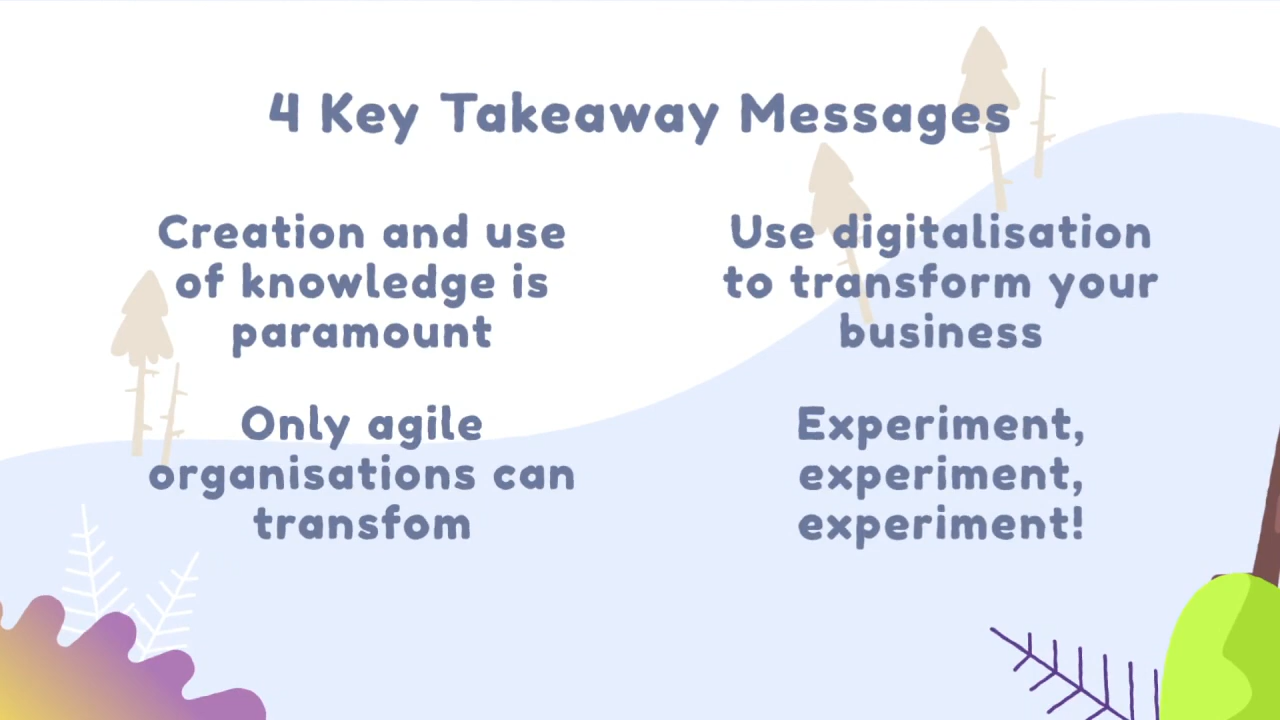 4 Key Takeaway Messages
Creation and use
of knowledge is
paramount
Use digitalisation
to transform your
business
Only agile
organisations can
transfom
Experiment,
experiment,
experiment!